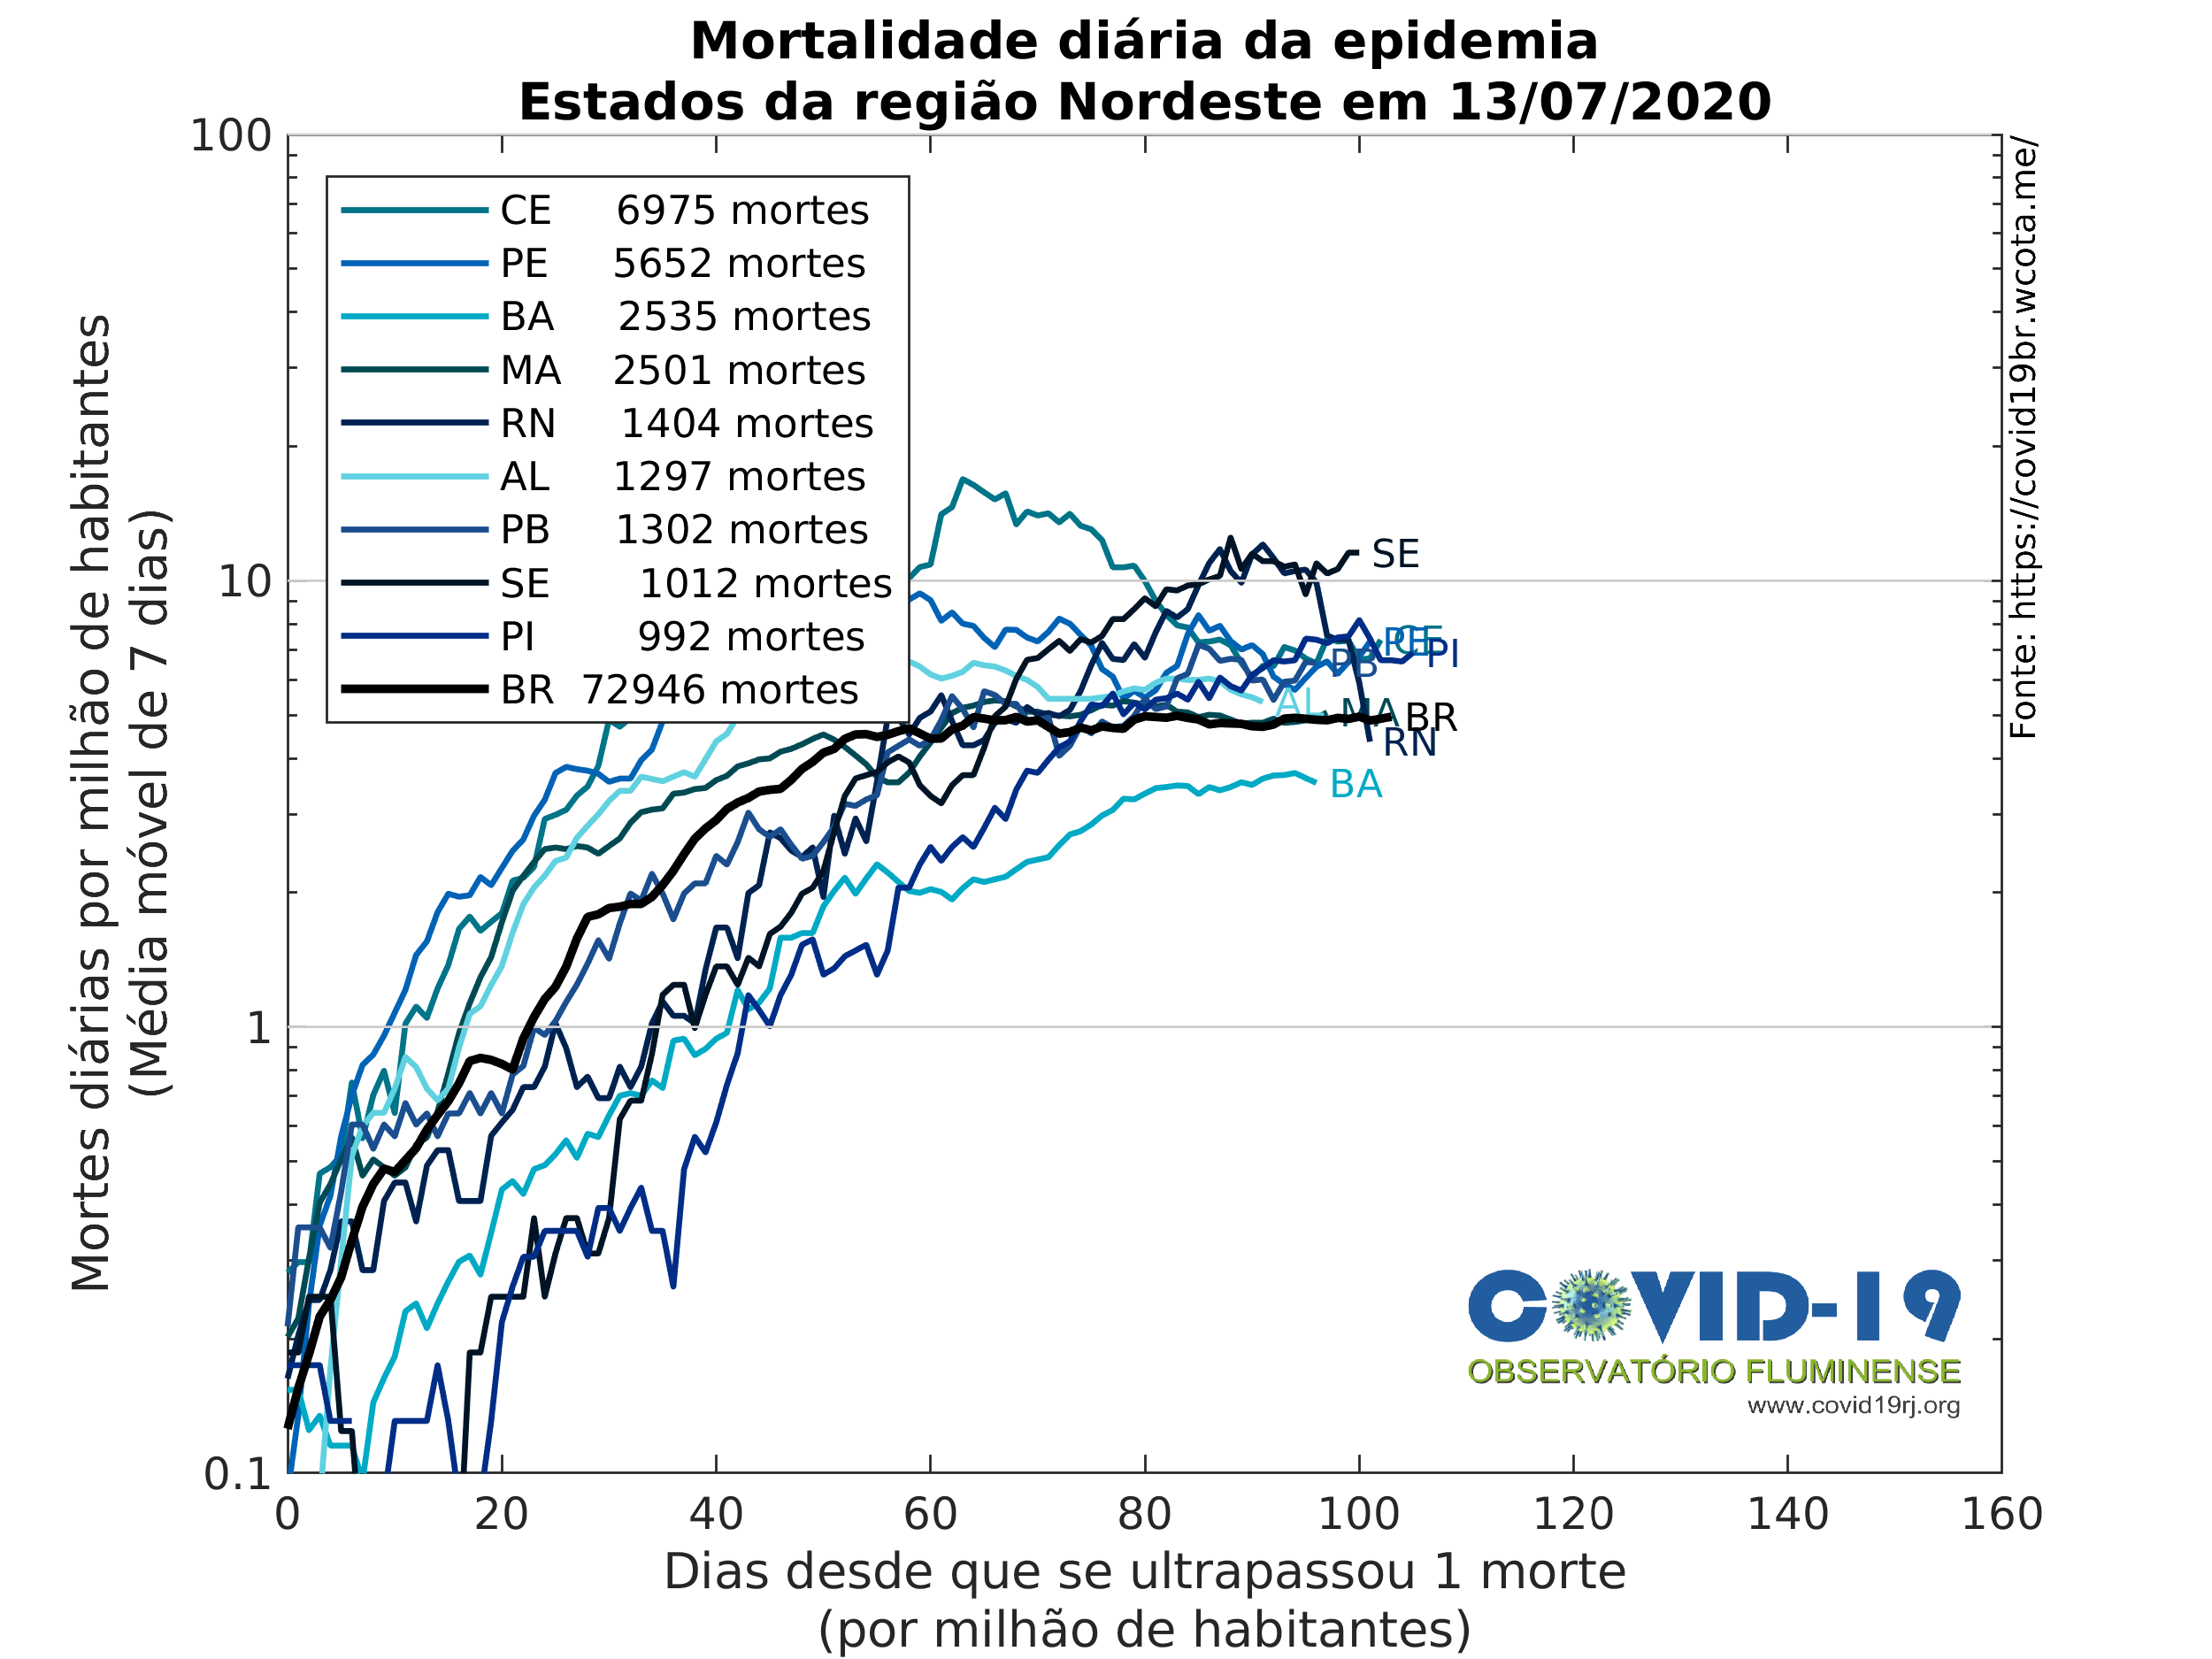 Mortalidade diária da epidemia
Estados da região Nordeste em 13/07/2020
Mortes diárias por milhão de habitantes
(Média móvel de 7 dias)
100
10
1
0.1
CE 6975 mortes
PE 5652 mortes
BA 2535 mortes
MA 2501 mortes
RN 1404 mortes
AL 1297 mortes
PB 1302 mortes
SE 1012 mortes
PI 992 mortes
BR 72946 mortes
SE
PE
CE
PI
PB
AL
MA
BR
RN
BA
Fonte: https://covid19br.wcota.me/
COVID-19
OBSERVATÓRIO FLUMINENSE
www.covid19rj.org
0 20 40 60 80 100 120 140 160
Dias desde que se ultrapassou 1 morte
(por milhão de habitantes)